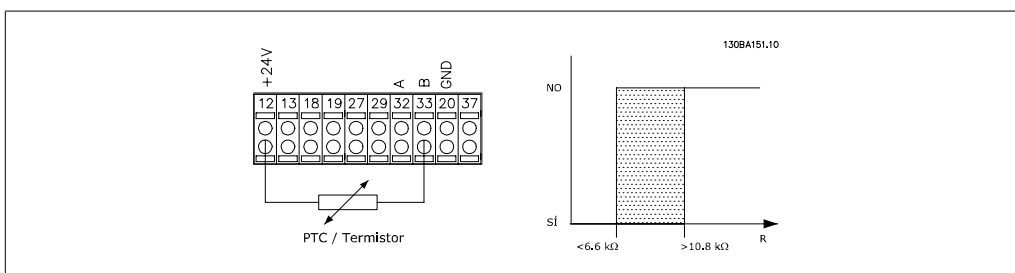 +24V
A
B
GND
12 13 18 19 27 29 32 33 20 37
PTC / Termistor
130BA151.10
NO
SÍ
<6.6 kΩ
>10.8 kΩ
R